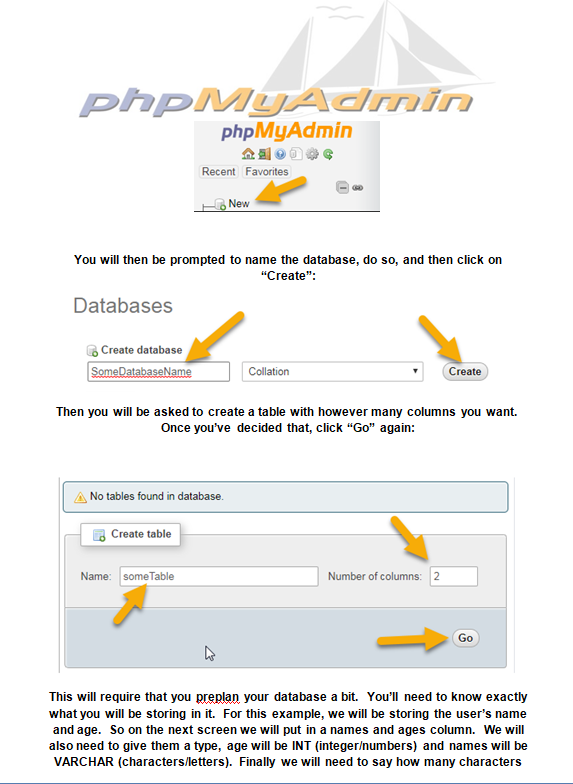 phpMyAdmin
phpMyAdmin
Recent Favorites
New
You will then be prompted to name the database, do so, and then click on
“Create”:
Databases
Create database
SomeDatabaseName Collation Create
Then you will be asked to create a table with however many columns you want.
Once you’ve decided that, click “Go” again:
No tables found in database.
Create table
Name: someTable Number of columns: 2
Go
This will require that you preplan your database a bit. You’ll need to know exactly
what you will be storing in it. For this example, we will be storing the user’s name
and age. So on the next screen we will put in a names and ages column. We will
also need to give them a type, age will be INT (integer/numbers) and names will be
VARCHAR (characters/letters). Finally we will need to say how many characters